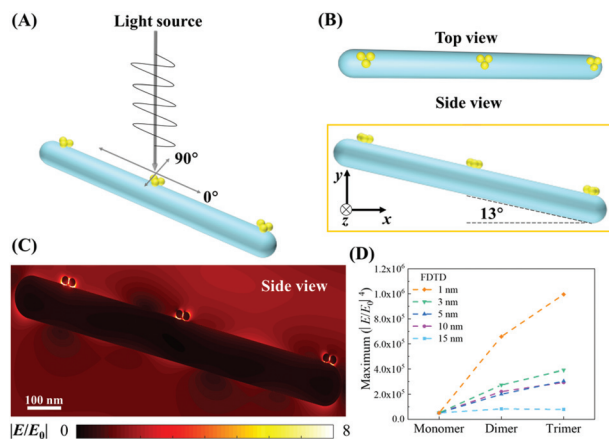 (A)
Light source
90°
0°
(B)
Top view
Side view
y
z
x
13°
(C)
Side view
100 nm
|E/E₀|
0
8
(D)
FDTD
1 nm
3 nm
5 nm
10 nm
15 nm
Maximum (|E/E₀|⁴)
1.2x10⁶
1.0x10⁶
8.0x10⁵
6.0x10⁵
4.0x10⁵
2.0x10⁵
0.0
Monomer
Dimer
Trimer